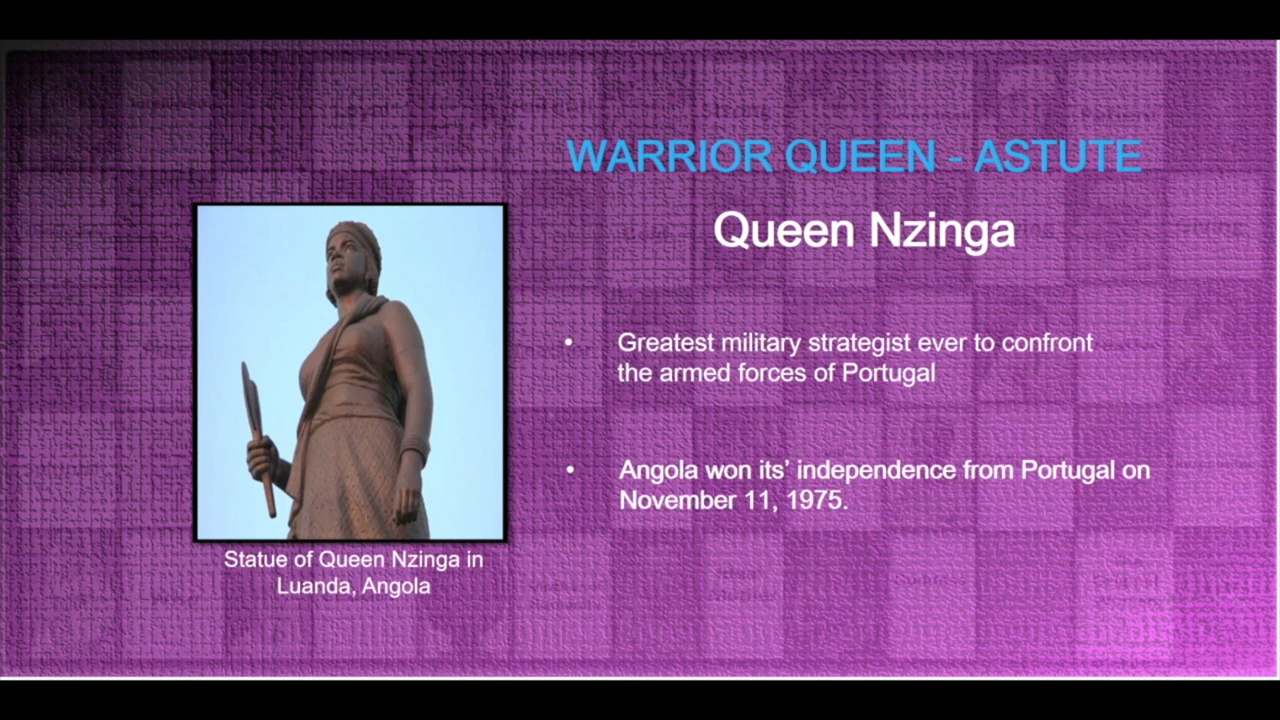 WARRIOR QUEEN - ASTUTE
Queen Nzinga
• Greatest military strategist ever to confront
the armed forces of Portugal
• Angola won its’ independence from Portugal on
November 11, 1975.
Statue of Queen Nzinga in
Luanda, Angola